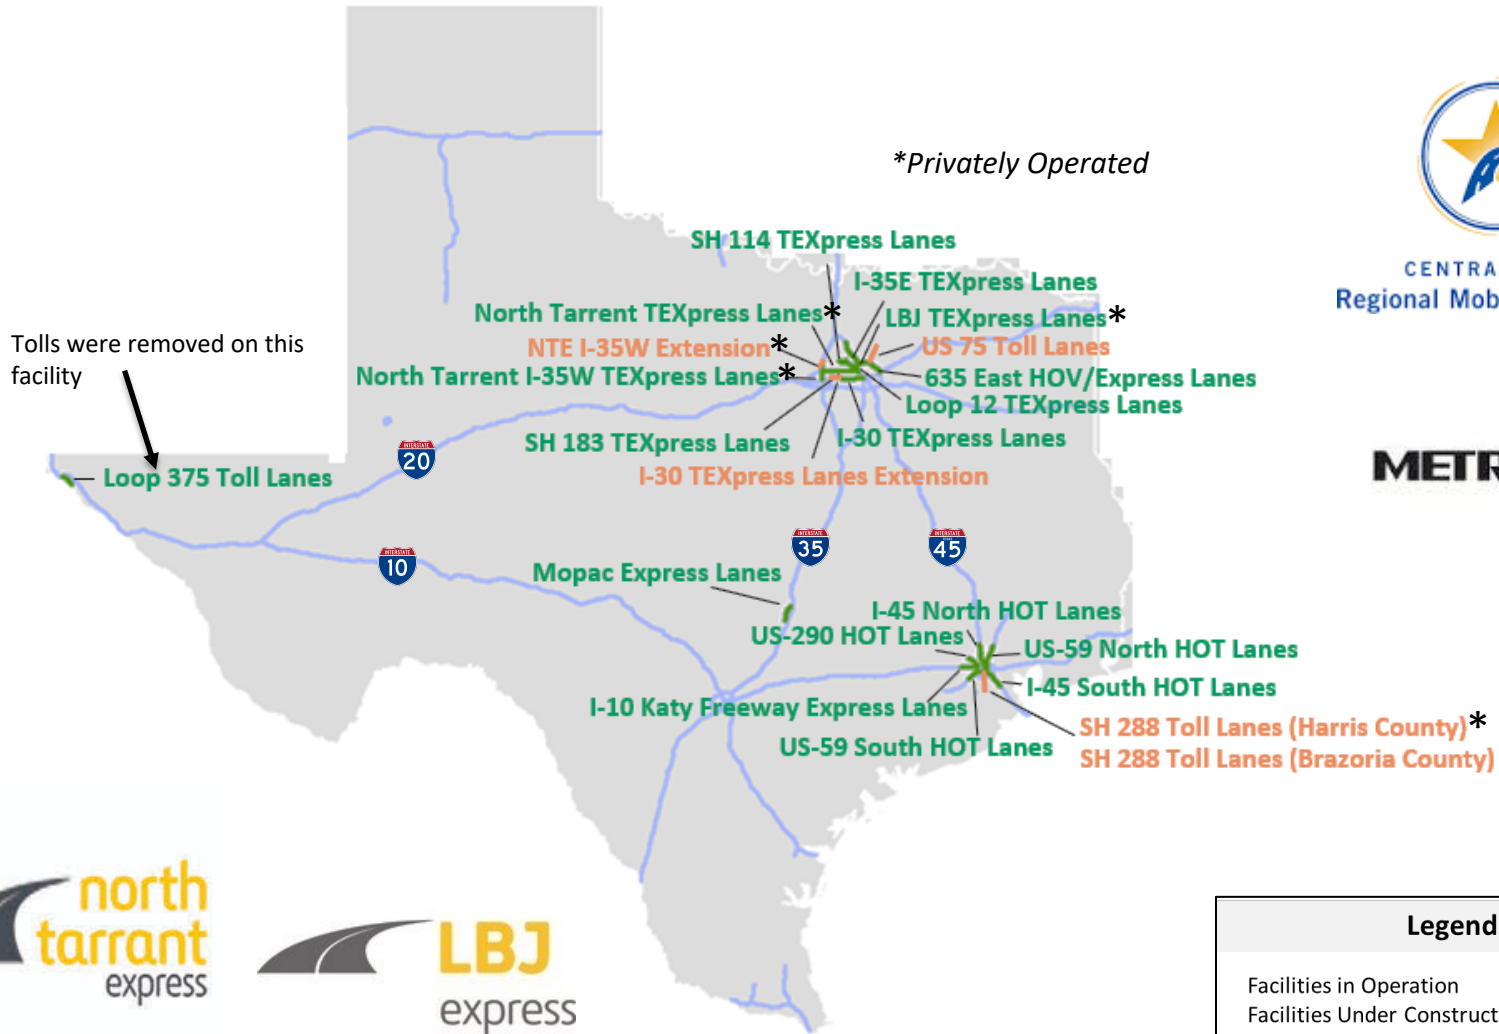 *Privately Operated
CENTRA
Regional Mob
METR
SH 114 TEXpress Lanes
I-35E TEXpress Lanes
North Tarrent TEXpress Lanes*
LBJ TEXpress Lanes*
NTE I-35W Extension*
US 75 Toll Lanes
North Tarrent I-35W TEXpress Lanes*
635 East HOV/Express Lanes
Loop 12 TEXpress Lanes
SH 183 TEXpress Lanes
I-30 TEXpress Lanes
I-30 TEXpress Lanes Extension
Tolls were removed on this
facility
Loop 375 Toll Lanes
INTERSTATE
20
INTERSTATE
10
INTERSTATE
35
INTERSTATE
45
Mopac Express Lanes
I-45 North HOT Lanes
US-290 HOT Lanes
US-59 North HOT Lanes
I-45 South HOT Lanes
I-10 Katy Freeway Express Lanes
SH 288 Toll Lanes (Harris County)*
US-59 South HOT Lanes
SH 288 Toll Lanes (Brazoria County)
north
tarrant
express
LBJ
express
Legend
Facilities in Operation
Facilities Under Construct